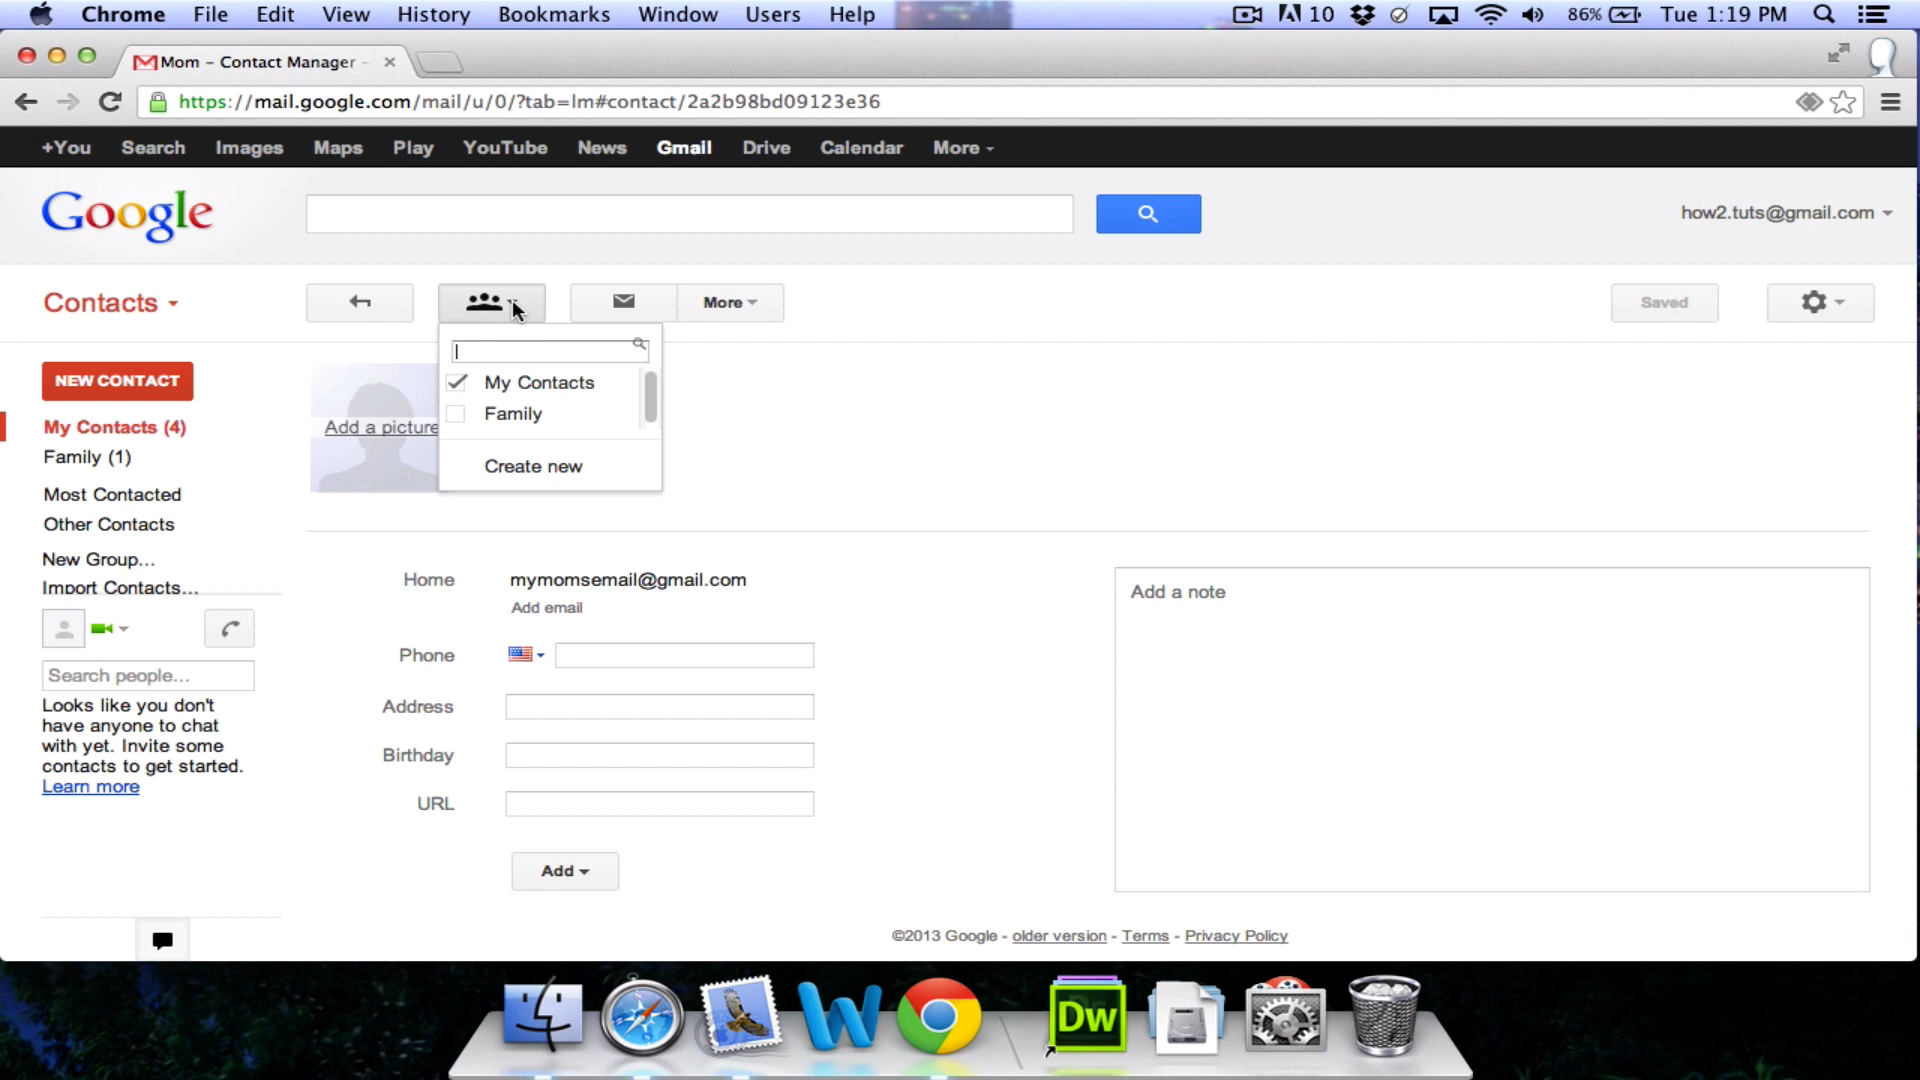 Chrome File Edit View History Bookmarks Window Users Help 10 86% Tue 1:19 PM
Mom – Contact Manager –
https://mail.google.com/mail/u/0/?tab=lm#contact/2a2b98bd09123e36
+You Search Images Maps Play YouTube News Gmail Drive Calendar More
Google
how2.tuts@gmail.com
Contacts
More
Saved
NEW CONTACT
My Contacts (4)
Family (1)
Most Contacted
Other Contacts
New Group...
Import Contacts...
Search people...
Looks like you don't
have anyone to chat
with yet. Invite some
contacts to get started.
Learn more
Add a picture
My Contacts
Family
Create new
Home mymomsemail@gmail.com
Add email
Phone
Address
Birthday
URL
Add
Add a note
©2013 Google - older version - Terms - Privacy Policy
W
Dw